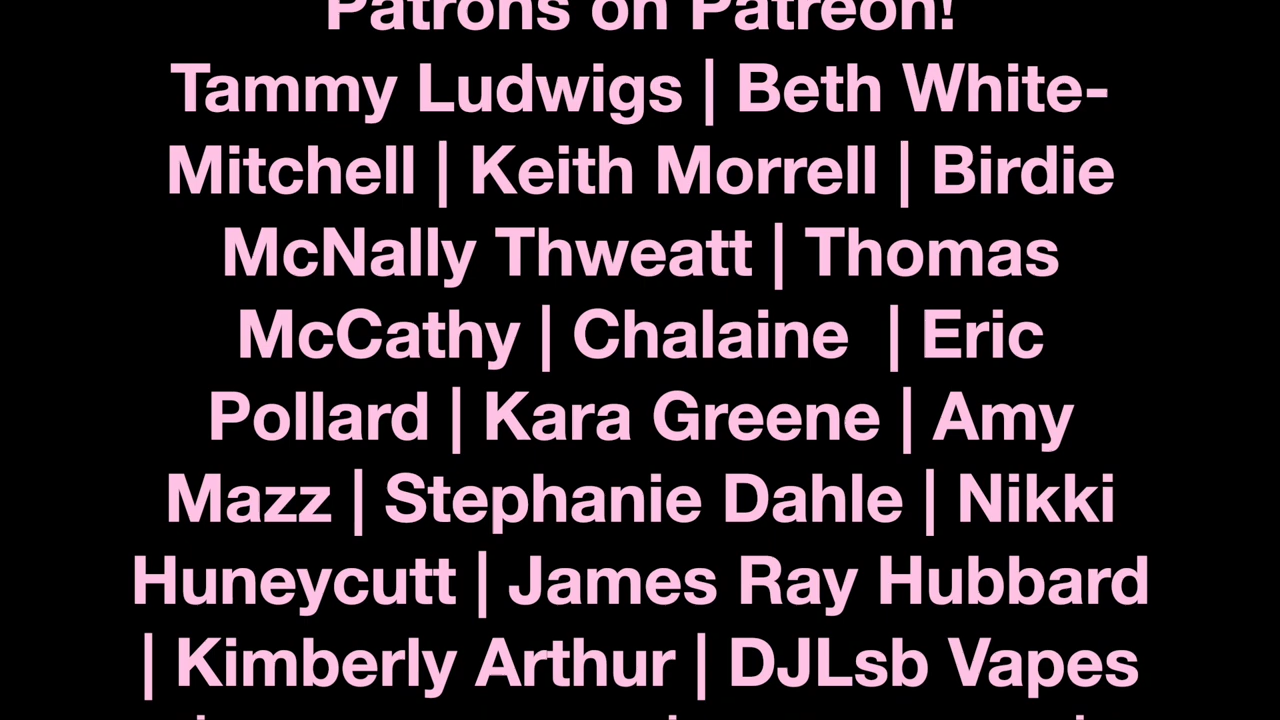 Patrons on Patreon!
Tammy Ludwigs | Beth White-
Mitchell | Keith Morrell | Birdie
McNally Thweatt | Thomas
McCathy | Chalaine  | Eric
Pollard | Kara Greene | Amy
Mazz | Stephanie Dahle | Nikki
Huneycutt | James Ray Hubbard
| Kimberly Arthur | DJLsb Vapes